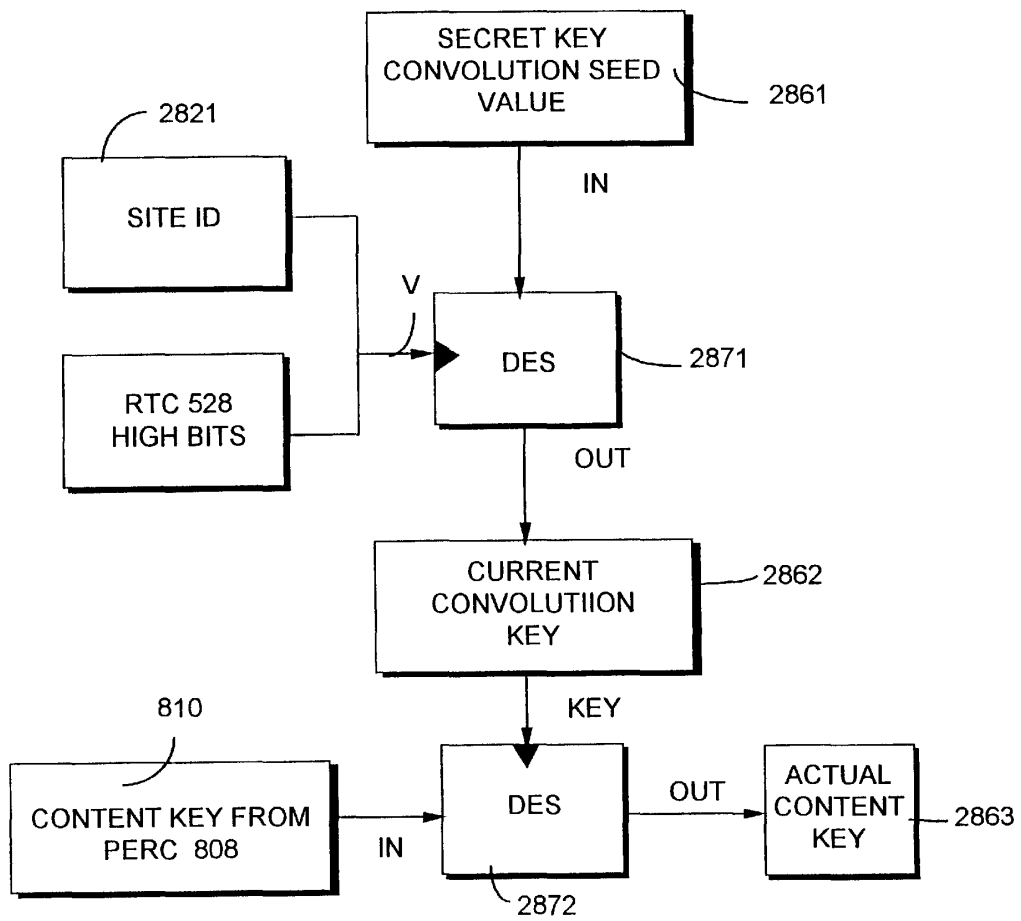 SECRET KEY
CONVOLUTION SEED
VALUE
2861
2821
SITE ID
IN
V
RTC 528
HIGH BITS
DES
2871
OUT
CURRENT
CONVOLUTIION
KEY
2862
KEY
810
CONTENT KEY FROM
PERC 808
IN
DES
2872
OUT
ACTUAL
CONTENT
KEY
2863